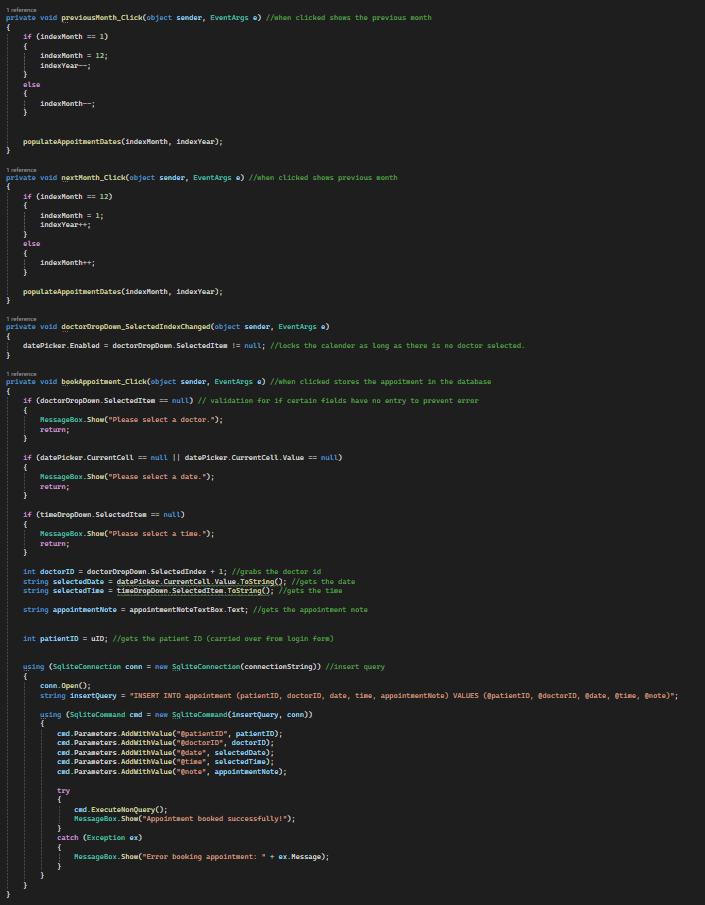 1 reference
private void previousMonth_Click(object sender, EventArgs e) //when clicked shows the previous month
{
    if (indexMonth == 1)
    {
        indexMonth = 12;
        indexYear--;
    }
    else
    {
        indexMonth--;
    }

    populateAppoitmentDates(indexMonth, indexYear);
}

1 reference
private void nextMonth_Click(object sender, EventArgs e) //when clicked shows previous month
{
    if (indexMonth == 12)
    {
        indexMonth = 1;
        indexYear++;
    }
    else
    {
        indexMonth++;
    }

    populateAppoitmentDates(indexMonth, indexYear);
}

1 reference
private void doctorDropDown_SelectedIndexChanged(object sender, EventArgs e)
{
    datePicker.Enabled = doctorDropDown.SelectedItem != null; //locks the calender as long as there is no doctor selected.
}

1 reference
private void bookAppoitment_Click(object sender, EventArgs e) //when clicked stores the appoitment in the database
{
    if (doctorDropDown.SelectedItem == null) // validation for if certain fields have no entry to prevent error
    {
        MessageBox.Show("Please select a doctor.");
        return;
    }

    if (datePicker.CurrentCell == null || datePicker.CurrentCell.Value == null)
    {
        MessageBox.Show("Please select a date.");
        return;
    }

    if (timeDropDown.SelectedItem == null)
    {
        MessageBox.Show("Please select a time.");
        return;
    }

    int doctorID = doctorDropDown.SelectedIndex + 1; //grabs the doctor id
    string selectedDate = datePicker.CurrentCell.Value.ToString(); //gets the date
    string selectedTime = timeDropDown.SelectedItem.ToString(); //gets the time

    string appointmentNote = appointmentNoteTextBox.Text; //gets the appointment note

    int patientID = uID; //gets the patient ID (carried over from login form)

    using (SqliteConnection conn = new SqliteConnection(connectionString)) //insert query
    {
        conn.Open();
        string insertQuery = "INSERT INTO appointment (patientID, doctorID, date, time, appointmentNote) VALUES (@patientID, @doctorID, @date, @time, @note)";

        using (SqliteCommand cmd = new SqliteCommand(insertQuery, conn))
        {
            cmd.Parameters.AddWithValue("@patientID", patientID);
            cmd.Parameters.AddWithValue("@doctorID", doctorID);
            cmd.Parameters.AddWithValue("@date", selectedDate);
            cmd.Parameters.AddWithValue("@time", selectedTime);
            cmd.Parameters.AddWithValue("@note", appointmentNote);

            try
            {
                cmd.ExecuteNonQuery();
                MessageBox.Show("Appointment booked successfully!");
            }
            catch (Exception ex)
            {
                MessageBox.Show("Error booking appointment: " + ex.Message);
            }
        }
    }
}